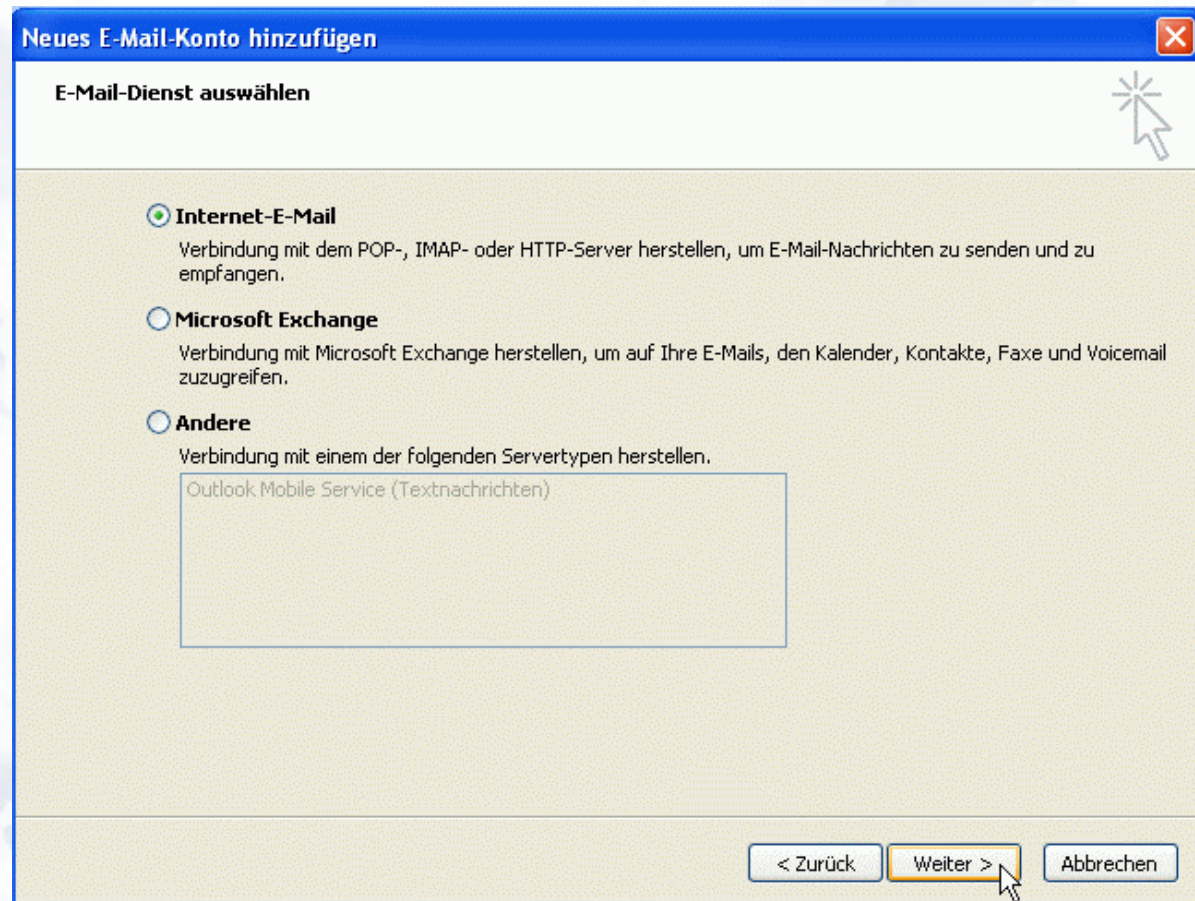 Neues E-Mail-Konto hinzufügen
E-Mail-Dienst auswählen
Internet-E-Mail
Verbindung mit dem POP-, IMAP- oder HTTP-Server herstellen, um E-Mail-Nachrichten zu senden und zu
empfangen.
Microsoft Exchange
Verbindung mit Microsoft Exchange herstellen, um auf Ihre E-Mails, den Kalender, Kontakte, Faxe und Voicemail
zuzugreifen.
Andere
Verbindung mit einem der folgenden Servertypen herstellen.
Outlook Mobile Service (Textnachrichten)
< Zurück
Weiter >
Abbrechen